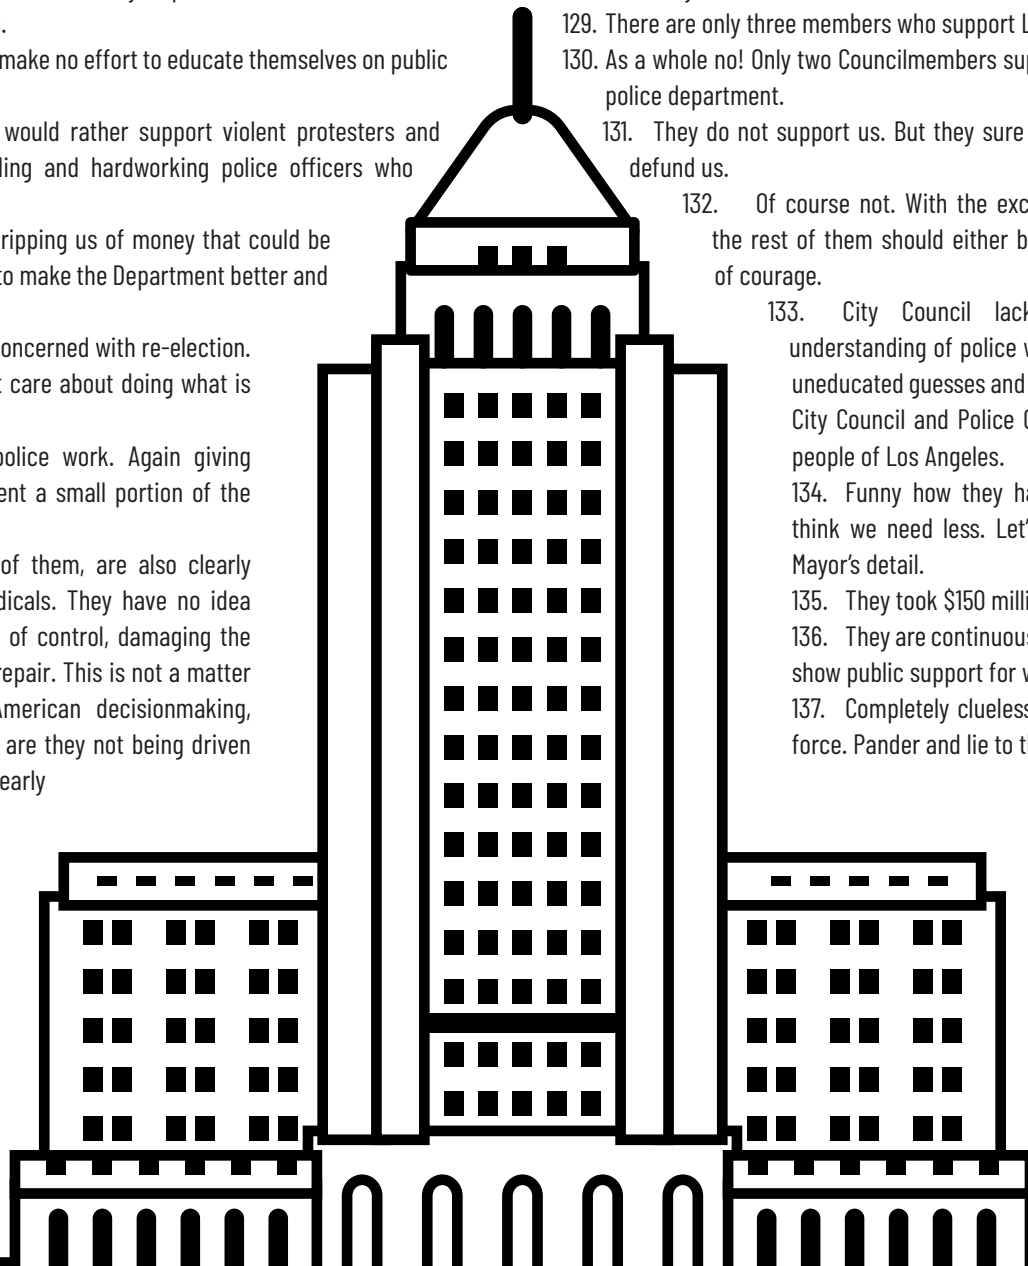 s.
make no effort to educate themselves on public
would rather support violent protesters and
ling and hardworking police officers who
ripping us of money that could be
to make the Department better and
oncerned with re-election.
t care about doing what is
police work. Again giving
ent a small portion of the
of them, are also clearly
dicals. They have no idea
of control, damaging the
repair. This is not a matter
American decisionmaking,
are they not being driven
early
129. There are only three members who support L
130. As a whole no! Only two Councilmembers sup
police department.
131. They do not support us. But they sure
defund us.
132. Of course not. With the exc
the rest of them should either b
of courage.
133. City Council lack
understanding of police w
uneducated guesses and
City Council and Police C
people of Los Angeles.
134. Funny how they ha
think we need less. Let's
Mayor's detail.
135. They took $150 milli
136. They are continuous
show public support for w
137. Completely clueless
force. Pander and lie to th